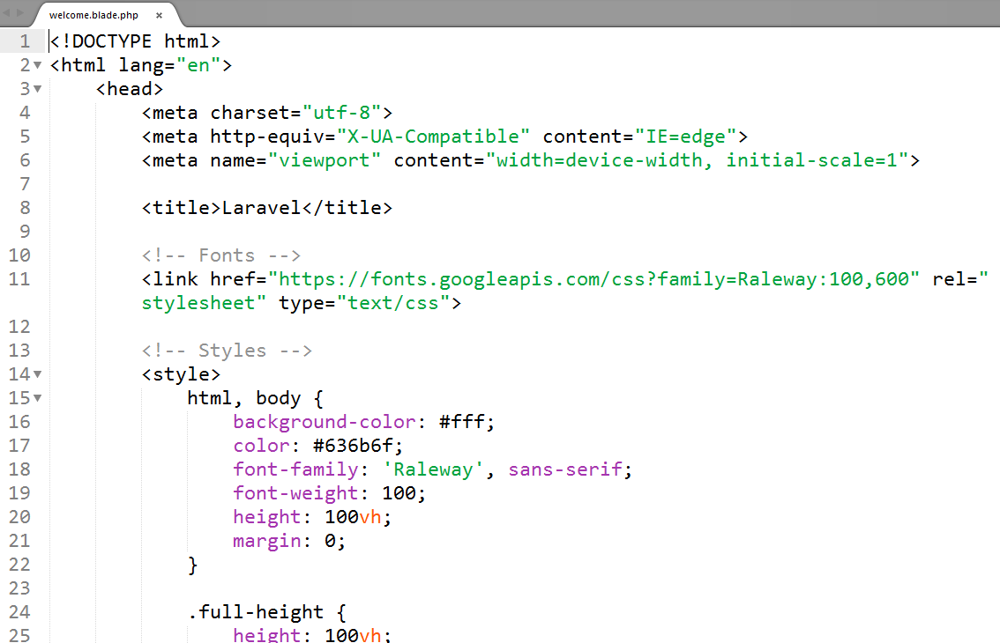 welcome.blade.php ×
1 <!DOCTYPE html>
2 <html lang="en">
3     <head>
4         <meta charset="utf-8">
5         <meta http-equiv="X-UA-Compatible" content="IE=edge">
6         <meta name="viewport" content="width=device-width, initial-scale=1">
7
8         <title>Laravel</title>
9
10         <!-- Fonts -->
11         <link href="https://fonts.googleapis.com/css?family=Raleway:100,600" rel="
        stylesheet" type="text/css">
12
13         <!-- Styles -->
14         <style>
15             html, body {
16                 background-color: #fff;
17                 color: #636b6f;
18                 font-family: 'Raleway', sans-serif;
19                 font-weight: 100;
20                 height: 100vh;
21                 margin: 0;
22             }
23
24             .full-height {
25                 height: 100vh;